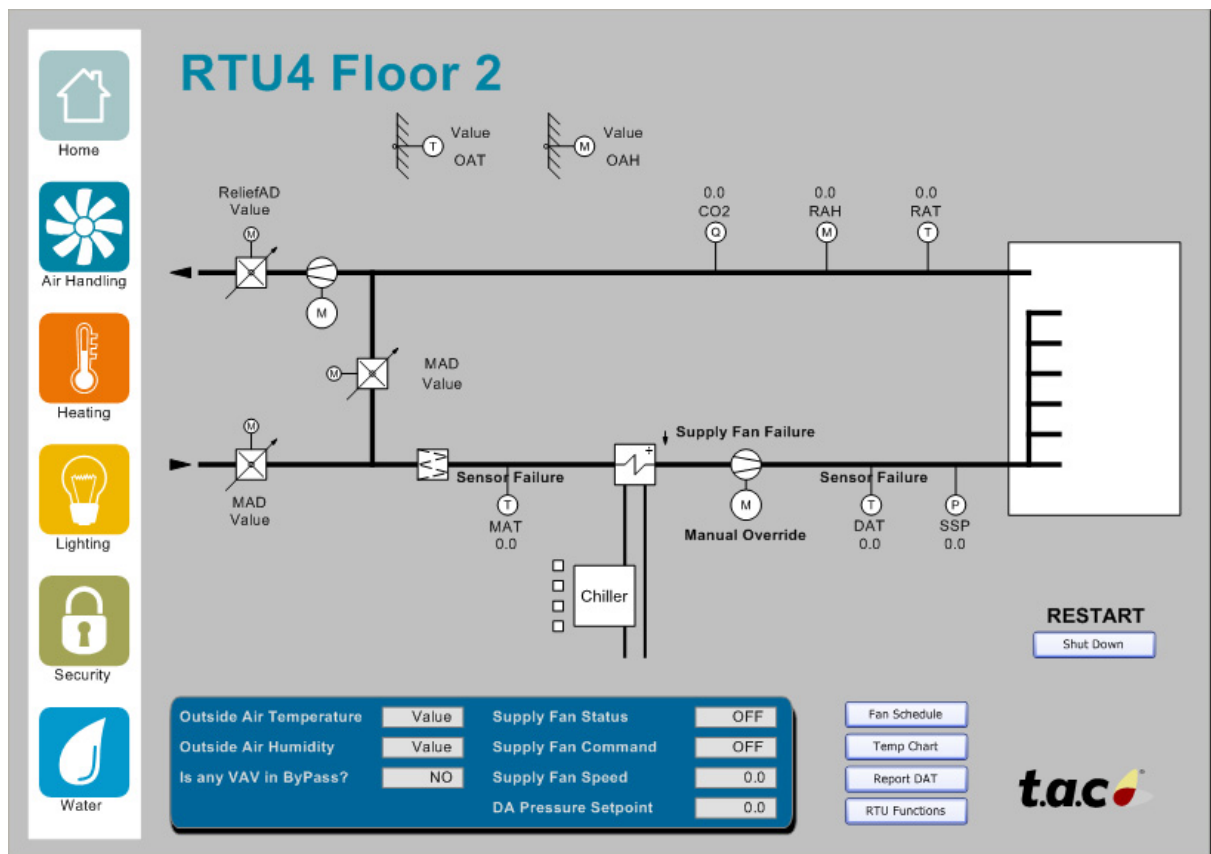 RTU4 Floor 2
Home
Air Handling
Heating
Lighting
Security
Water
T
Value
OAT
M
Value
OAH
ReliefAD
Value
M
M
0.0
CO2
Q
0.0
RAH
M
0.0
RAT
T
M
MAD
Value
M
MAD
Value
Sensor Failure
T
MAT
0.0
+
Supply Fan Failure
M
Manual Override
Sensor Failure
T
DAT
0.0
P
SSP
0.0
Chiller
RESTART
Shut Down
Outside Air Temperature Value
Outside Air Humidity Value
Is any VAV in ByPass? NO
Supply Fan Status OFF
Supply Fan Command OFF
Supply Fan Speed 0.0
DA Pressure Setpoint 0.0
Fan Schedule
Temp Chart
Report DAT
RTU Functions
t.a.c